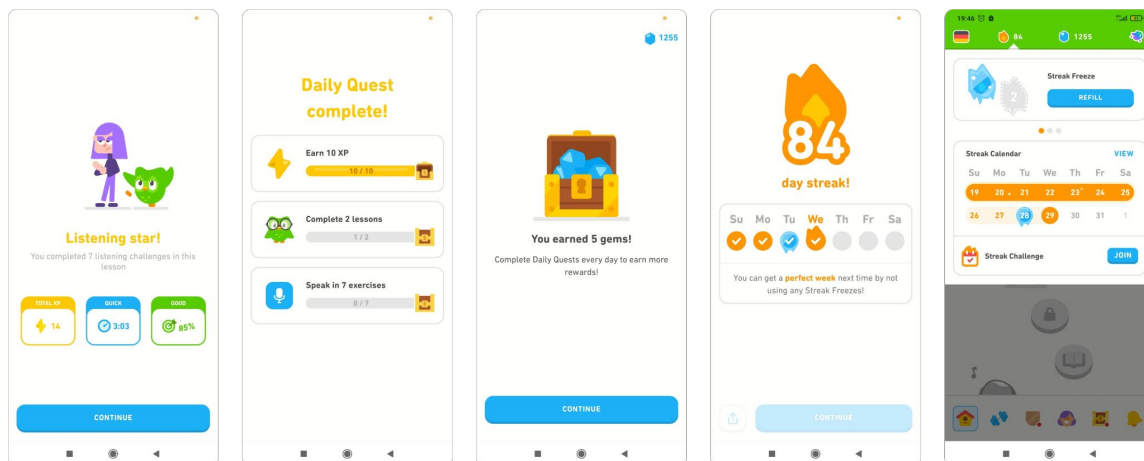 Listening star!
You completed 7 listening challenges in this
lesson
TOTAL XP
14
QUICK
3:03
GOOD
85%
CONTINUE
Daily Quest
complete!
Earn 10 XP
10 / 10
Complete 2 lessons
1 / 2
Speak in 7 exercises
0 / 7
1255
You earned 5 gems!
Complete Daily Quests every day to earn more
rewards!
CONTINUE
84
day streak!
Su Mo Tu We Th Fr Sa
You can get a perfect week next time by not
using any Streak Freezes!
CONTINUE
19:46
84
1255
Streak Freeze
2
REFILL
Streak Calendar
VIEW
Su Mo Tu We Th Fr Sa
19 20 21 22 23 24 25
26 27 28 29 30 31 1
Streak Challenge
JOIN